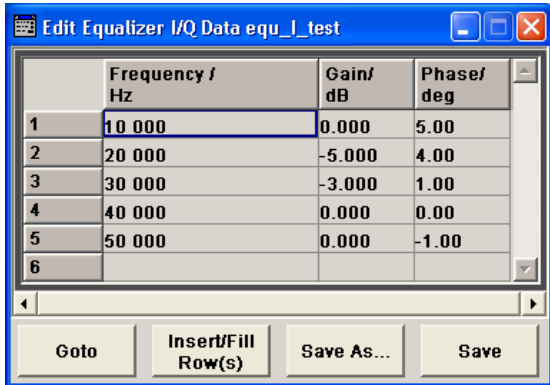 Edit Equalizer I/Q Data equ_I_test
Frequency / Gain/ Phase/
Hz dB deg
1 10 000 0.000 5.00
2 20 000 -5.000 4.00
3 30 000 -3.000 1.00
4 40 000 0.000 0.00
5 50 000 0.000 -1.00
6
Goto Insert/Fill Save As... Save
Row(s)